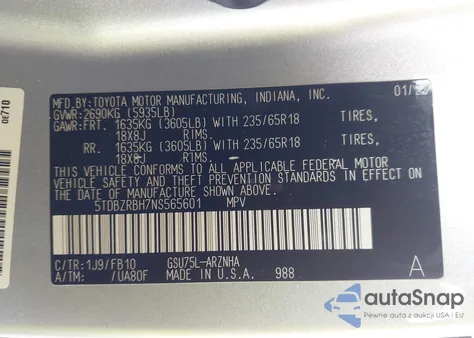 MFD.BY:TOYOTA MOTOR MANUFACTURING, INDIANA, INC. 01/22
GVWR:2690KG (5935LB)
GAWR:FRT. 1635KG (3605LB) WITH 235/65R18 TIRES,
18X8J RIMS.
RR. 1635KG (3605LB) WITH 235/65R18 TIRES,
18X8J RIMS.
THIS VEHICLE CONFORMS TO ALL APPLICABLE FEDERAL MOTOR
VEHICLE SAFETY AND THEFT PREVENTION STANDARDS IN EFFECT
ON THE DATE OF MANUFACTURE SHOWN ABOVE.
5TDBZRBH7NS565601 MPV
C/TR:1J9/FB10 GSU75L-ARZNHA
A/TM: /UA80F MADE IN U.S.A. 988 A
autoSnap
Pewne auta z aukcji USA i EU